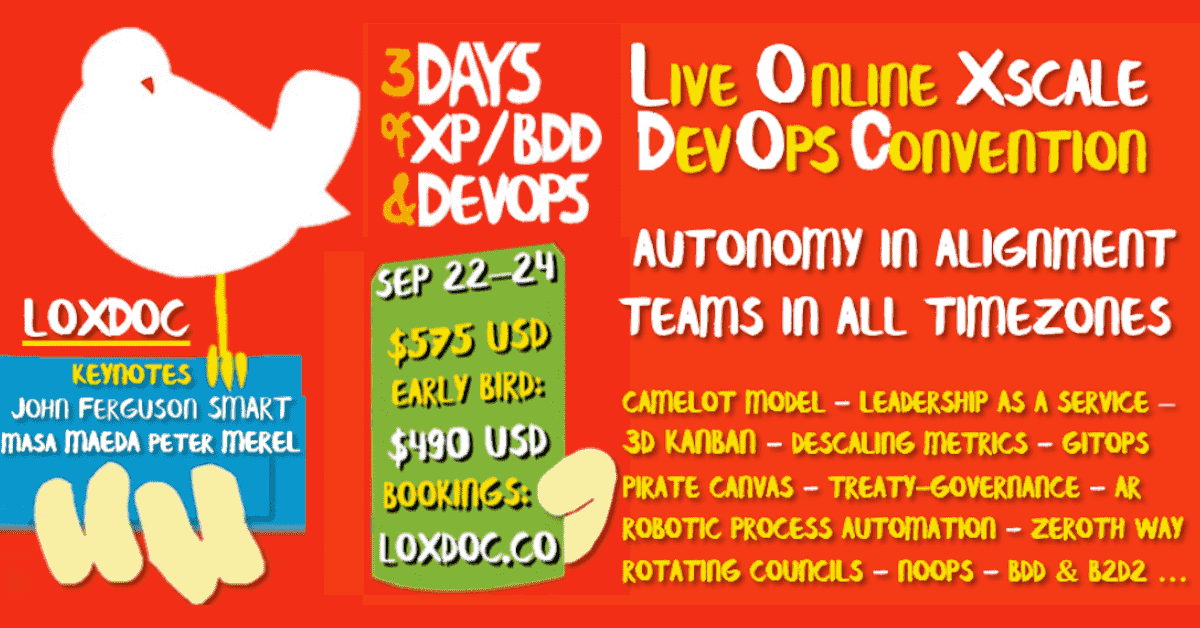 3 DAYS
of XP/BDD
& DEVOPS
SEP 22-24
$575 USD
EARLY BIRD:
$490 USD
BOOKINGS:
LOXDOC.CO
LOXDOC
KEYNOTES
JOHN FERGUSON SMART
MASA MAEDA PETER MEREL
LIVE ONLINE XSCALE
DEVOPS CONVENTION
AUTONOMY IN ALIGNMENT
TEAMS IN ALL TIMEZONES
CAMELOT MODEL – LEADERSHIP AS A SERVICE –
3D KANBAN – DESCALING METRICS – GITOPS
PIRATE CANVAS – TREATY-GOVERNANCE – AR
ROBOTIC PROCESS AUTOMATION – ZEROTH WAY
ROTATING COUNCILS – NOOPS – BDD & B2D2 ...